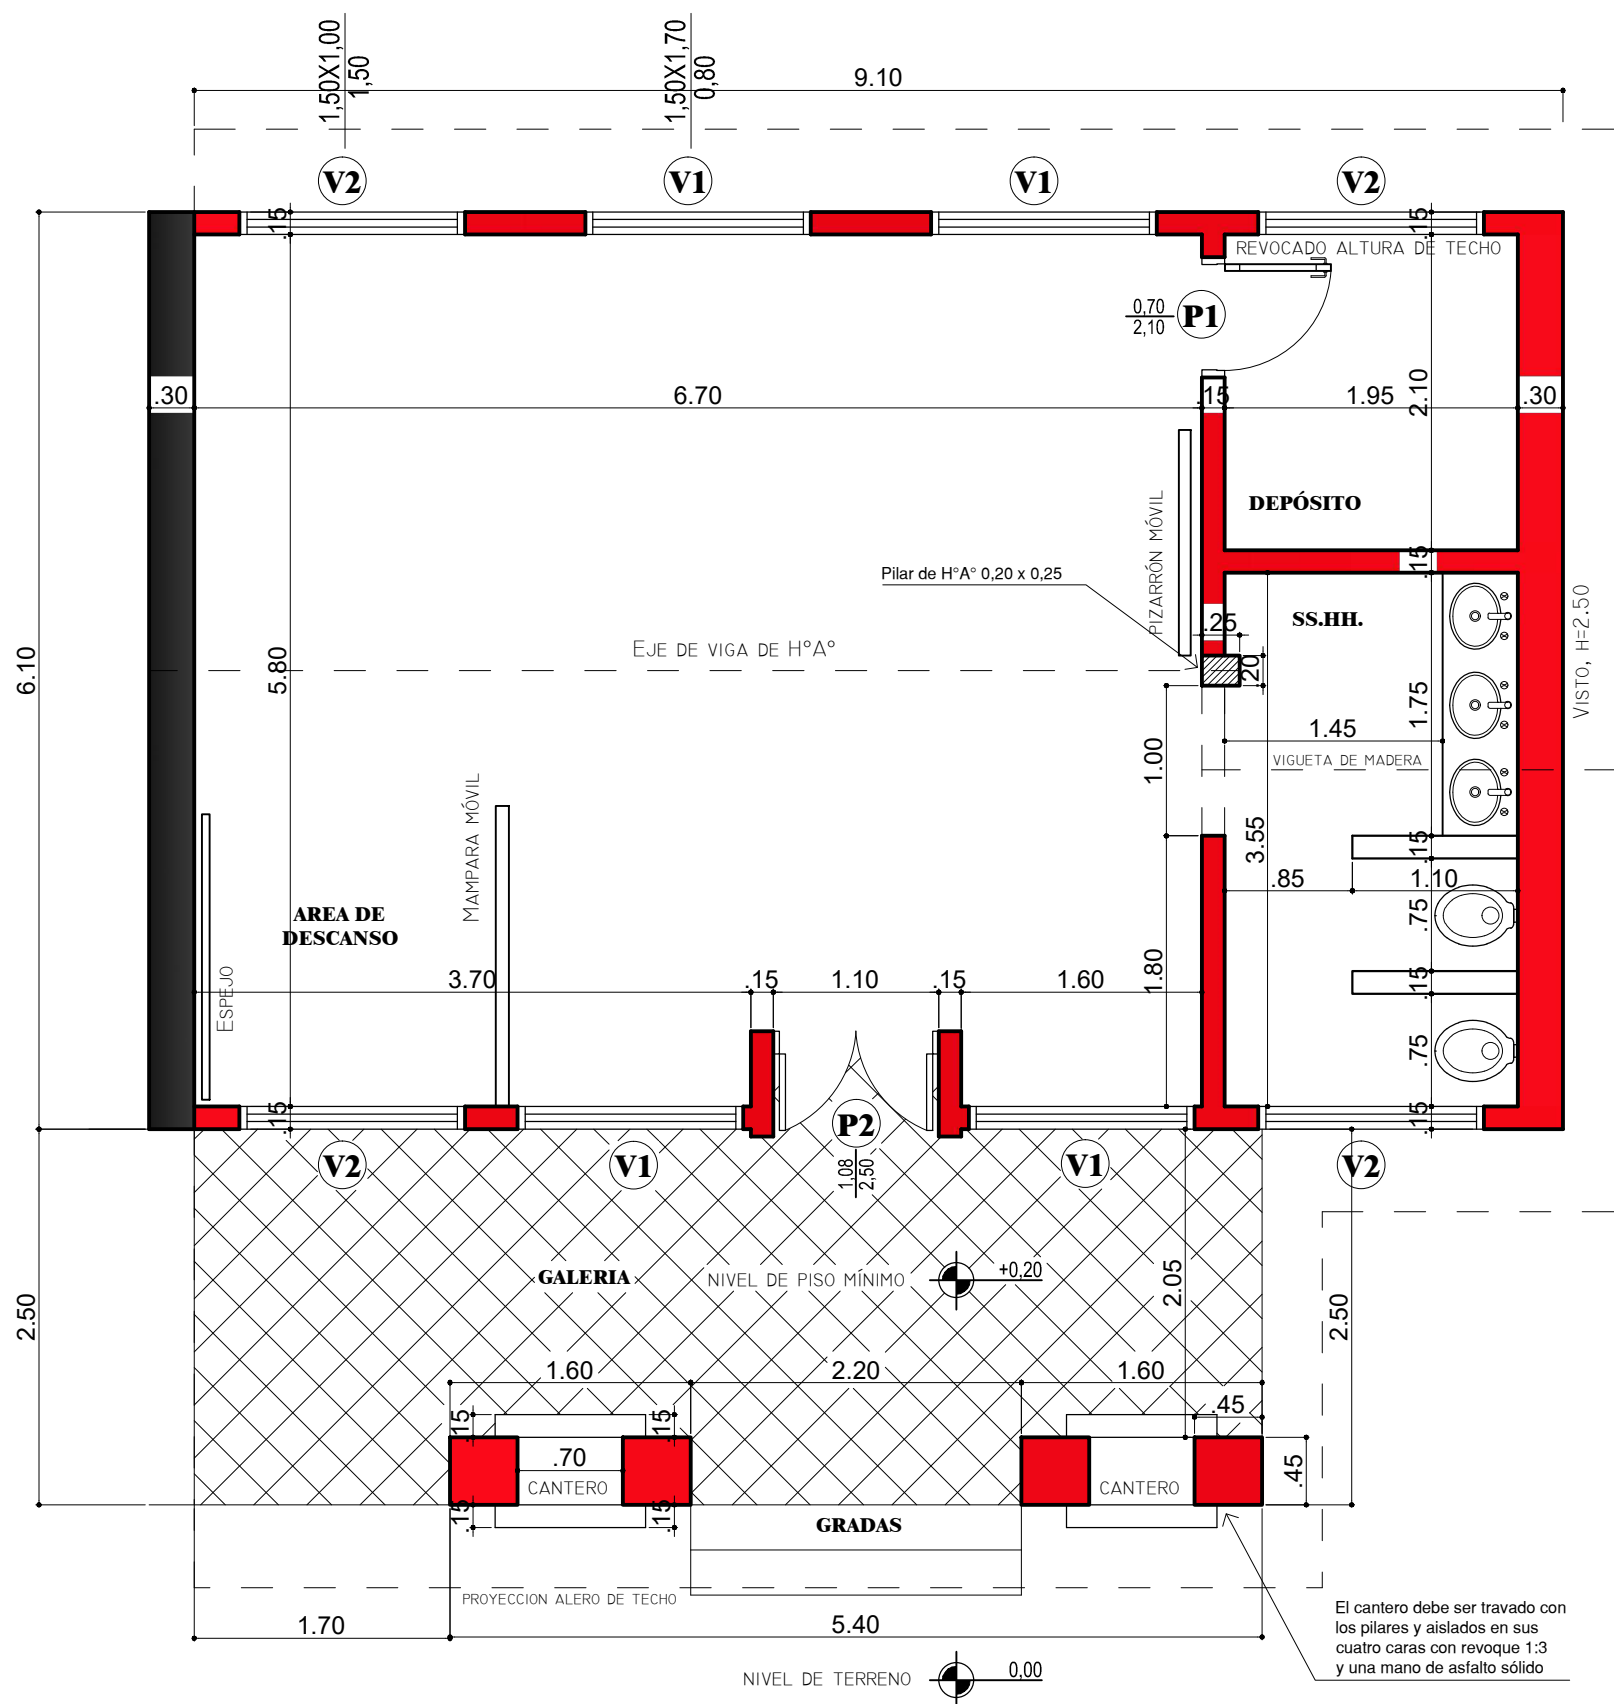 1,50X1,00
1,50
1,50X1,70
0,80
9.10
V2
V1
V1
V2
.15
.15
REVOCADO ALTURA DE TECHO
0,70
2,10
P1
.30
6.70
.15
1.95
2.10
.30
PIZARRÓN MÓVIL
DEPÓSITO
.15
Pilar de H°A° 0,20 x 0,25
SS.HH.
.25
VISTO, H=2.50
6.10
5.80
EJE DE VIGA DE H°A°
.20
1.75
1.45
1.00
VIGUETA DE MADERA
MAMPARA MÓVIL
3.55
.15
.85
1.10
AREA DE
DESCANSO
.75
ESPEJO
3.70
.15
1.10
.15
1.60
1.80
.15
.75
.15
P2
.15
V2
V1
1,08
2,50
V1
V2
GALERIA
NIVEL DE PISO MÍNIMO
+0,20
2.05
2.50
2.50
1.60
2.20
1.60
.15
.15
.45
.70
.45
CANTERO
CANTERO
.15
.15
GRADAS
PROYECCION ALERO DE TECHO
1.70
5.40
El cantero debe ser travado con
los pilares y aislados en sus
cuatro caras con revoque 1:3
y una mano de asfalto sólido
NIVEL DE TERRENO
0,00